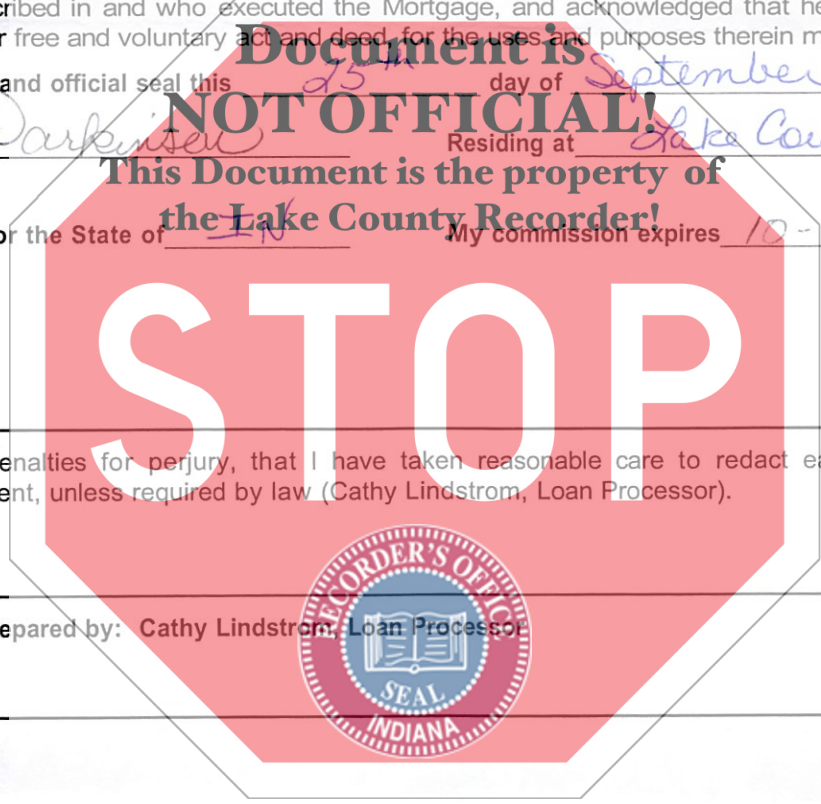 cribed in and who executed the Mortgage, and acknowledged that he
r free and voluntary act and deed, for the uses and purposes therein m
Document is
and official seal this 25th day of September
NOT OFFICIAL!
Parkinson Residing at Lake Cou
This Document is the property of
the Lake County Recorder!
or the State of IN My commission expires 10-
STOP
enalties for perjury, that I have taken reasonable care to redact ea
ent, unless required by law (Cathy Lindstrom, Loan Processor).
RECORDER'S OFFICE
epared by: Cathy Lindstrom, Loan Processor
SEAL
INDIANA